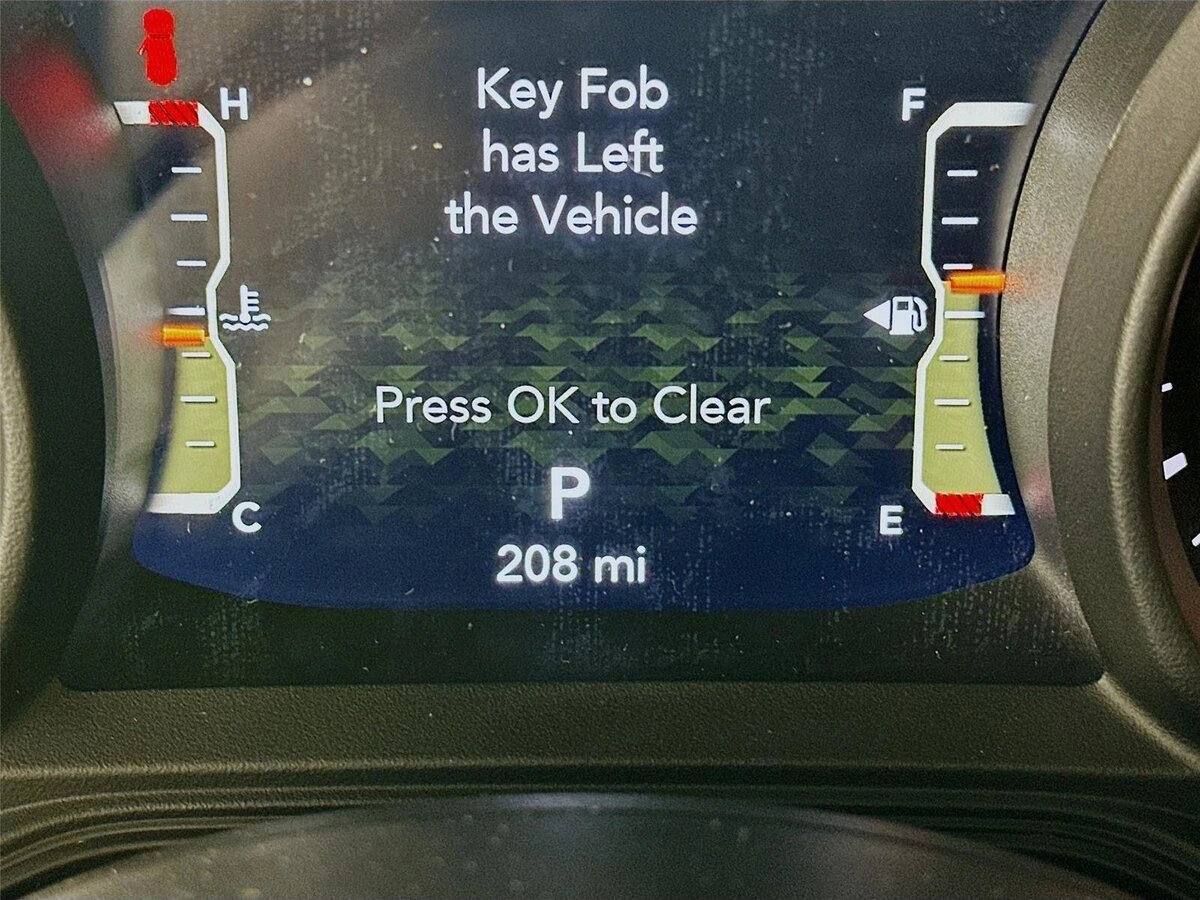 H
Key Fob
has Left
the Vehicle
F
Press OK to Clear
P
C
E
208 mi